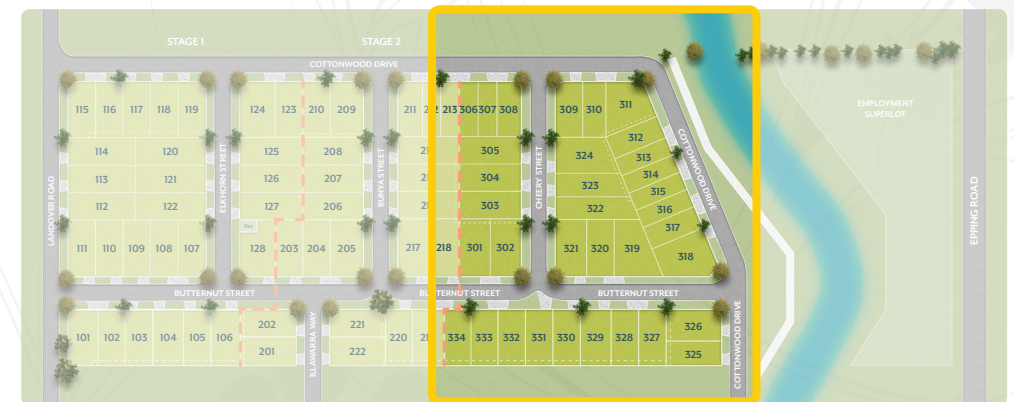 STAGE 1
STAGE 2
COTTONWOOD DRIVE
115 116 117 118 119
124 123 210 209
211 213 306 307 308
309 310 311
EMPLOYMENT
SUPERLOT
312
COTTONWOOD DRIVE
114 120
125 208
305
324 313
113 121
126 207
304
323 314
315
112 122
127 206
303
322 316
317
LANDOVER ROAD
ELKHORN STREET
BUNYA STREET
CHEERY STREET
EPPING ROAD
111 110 109 108 107
128 203 204 205
217 218 301 302
321 320 319 318
BUTTERNUT STREET
BUTTERNUT STREET
BUTTERNUT STREET
101 102 103 104 105 106
202
201
ILLAWARRA WAY
221
222
220
334 333 332 331 330 329 328 327
326
325
COTTONWOOD DRIVE